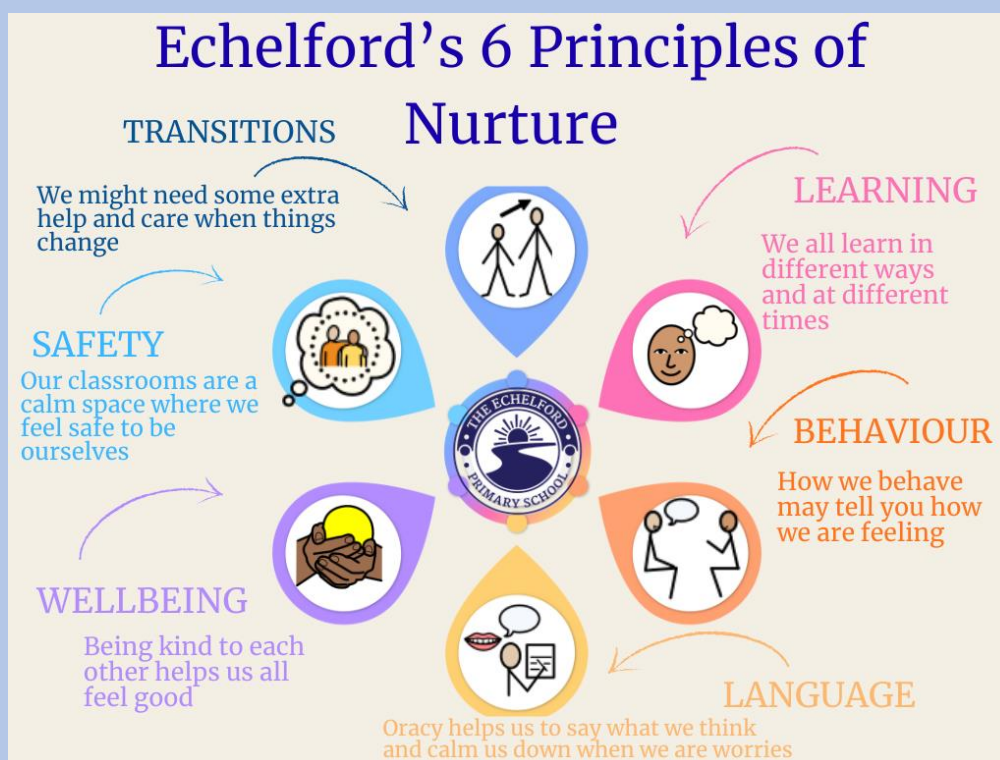 Echelford’s 6 Principles of
Nurture
TRANSITIONS
We might need some extra
help and care when things
change
LEARNING
We all learn in
different ways
and at different
times
SAFETY
Our classrooms are a
calm space where we
feel safe to be
ourselves
THE ECHELFORD
PRIMARY SCHOOL
BEHAVIOUR
How we behave
may tell you how
we are feeling
WELLBEING
Being kind to each
other helps us all
feel good
LANGUAGE
Oracy helps us to say what we think
and calm us down when we are worries